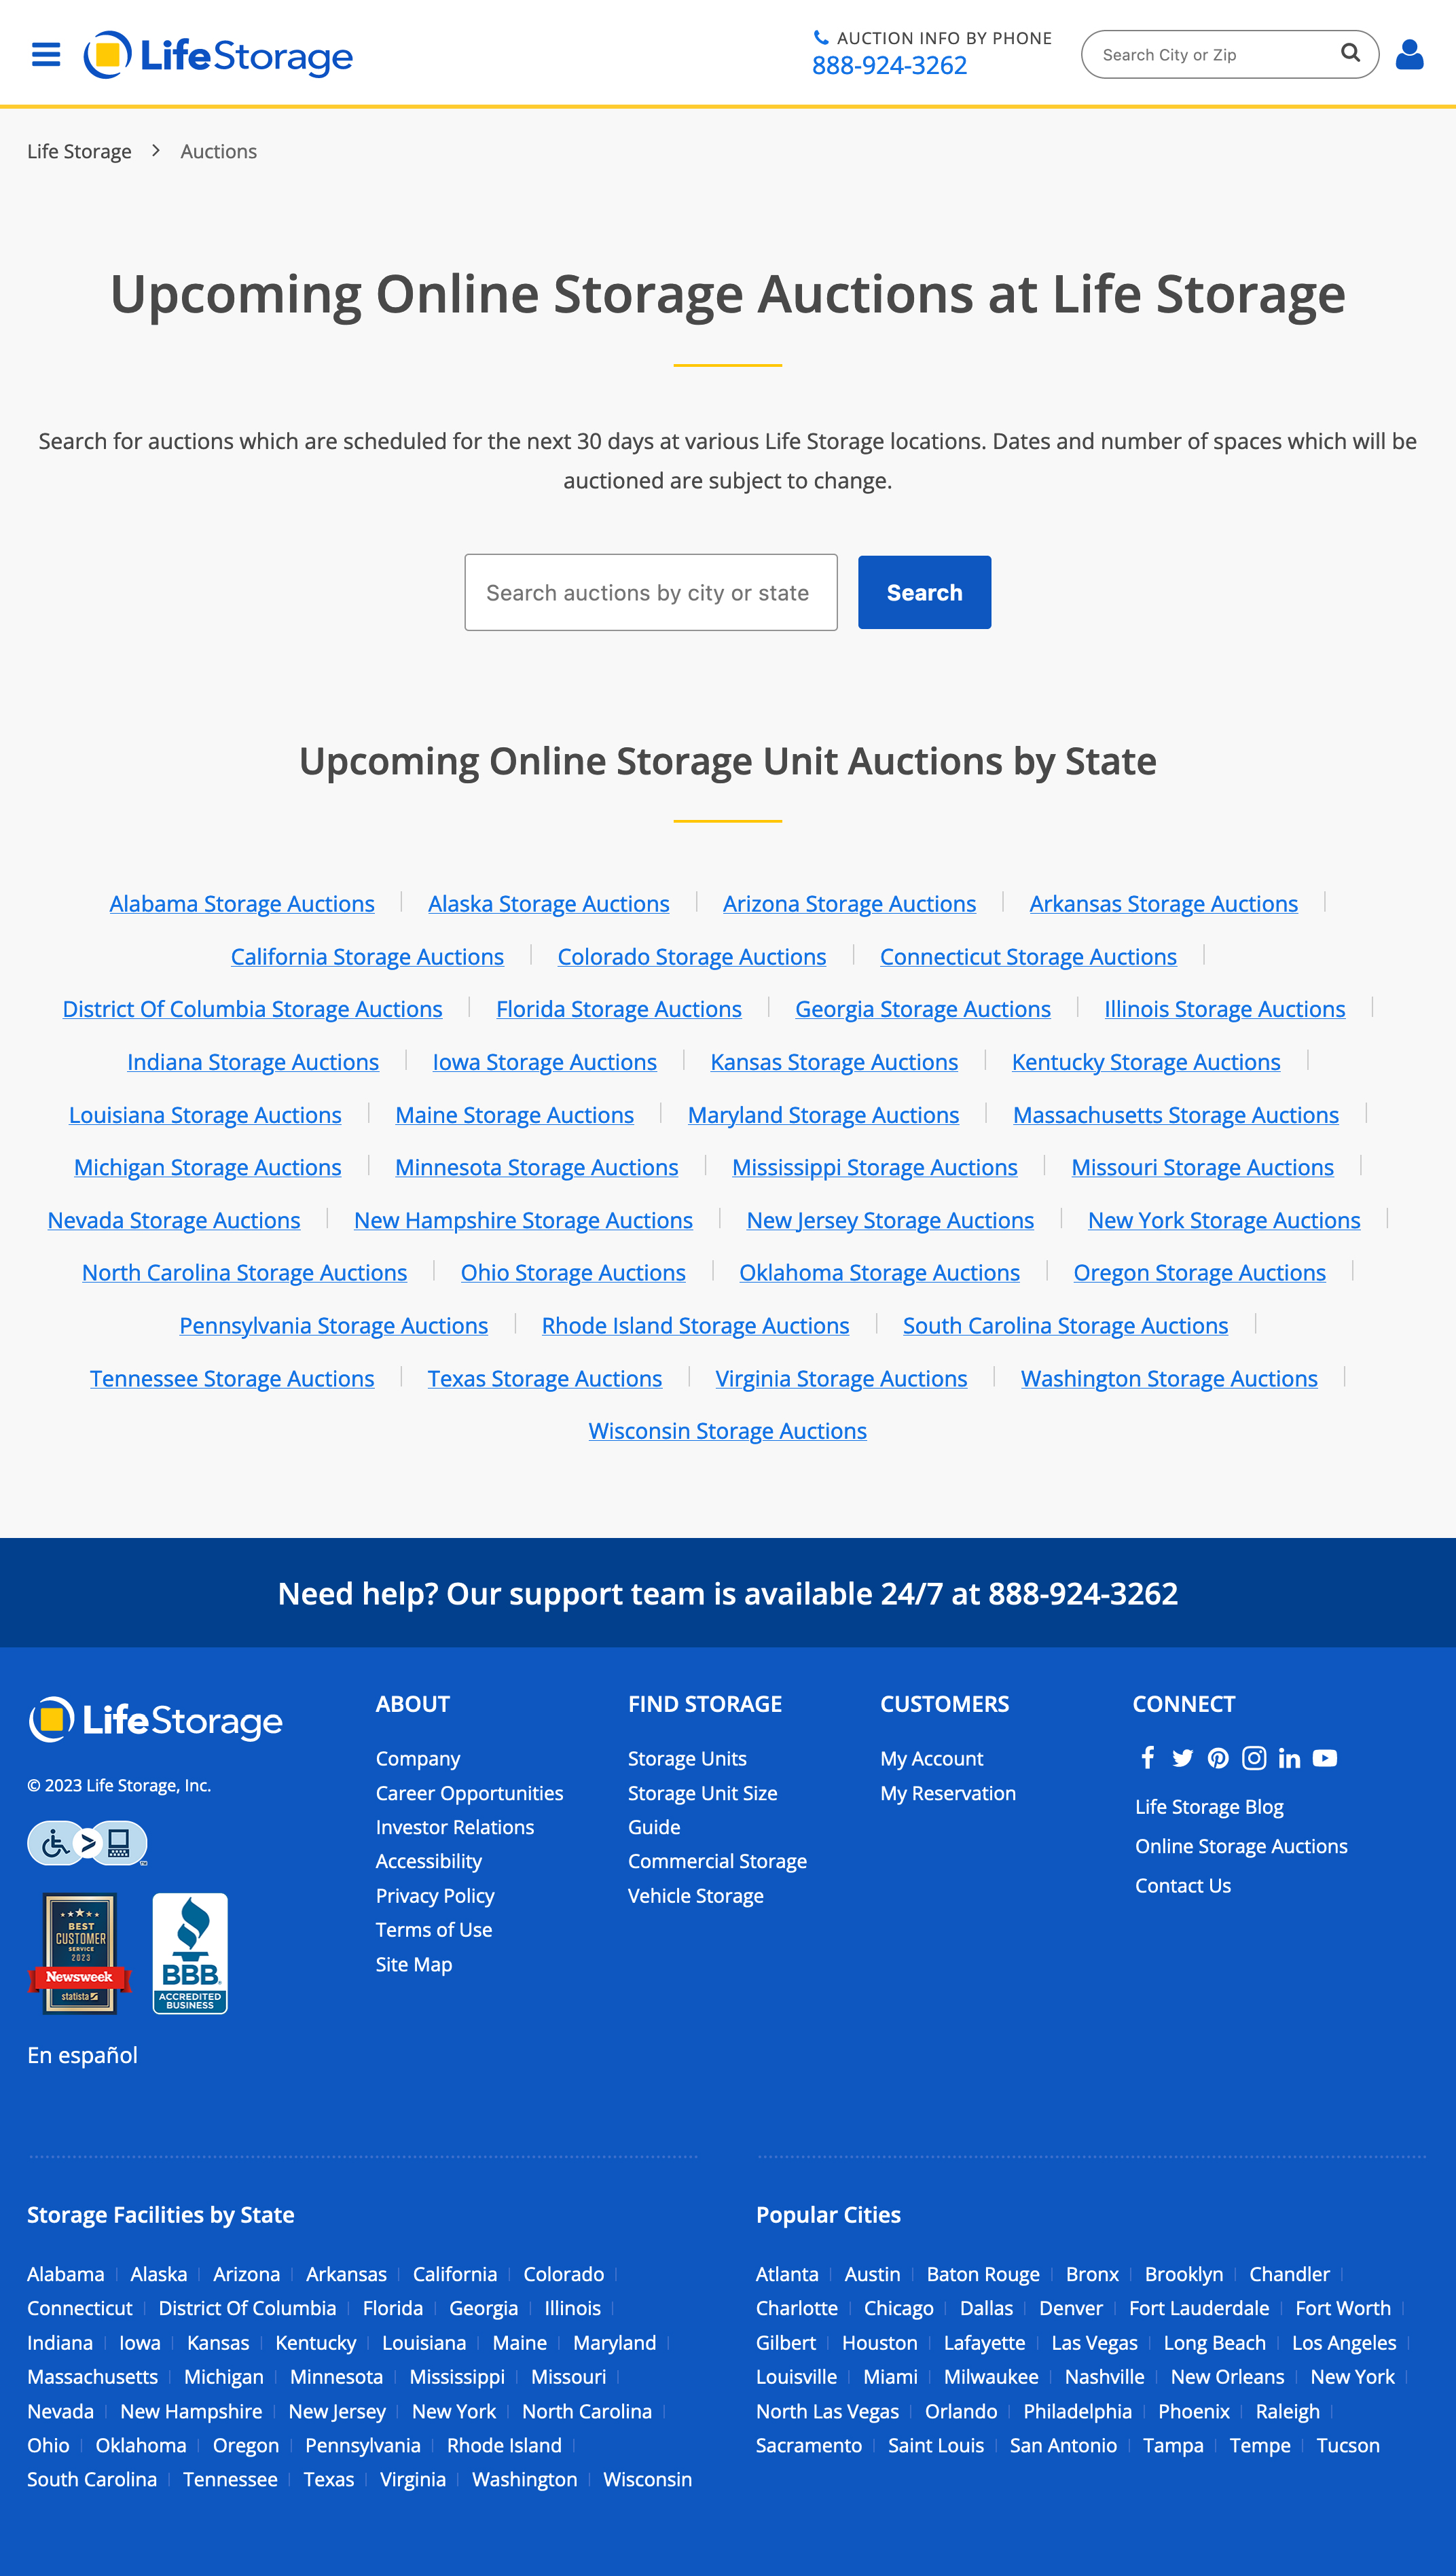 LifeStorage
AUCTION INFO BY PHONE
888-924-3262
Search City or Zip
Life Storage > Auctions
Upcoming Online Storage Auctions at Life Storage
Search for auctions which are scheduled for the next 30 days at various Life Storage locations. Dates and number of spaces which will be
auctioned are subject to change.
Search auctions by city or state
Search
Upcoming Online Storage Unit Auctions by State
Alabama Storage Auctions | Alaska Storage Auctions | Arizona Storage Auctions | Arkansas Storage Auctions |
California Storage Auctions | Colorado Storage Auctions | Connecticut Storage Auctions |
District Of Columbia Storage Auctions | Florida Storage Auctions | Georgia Storage Auctions | Illinois Storage Auctions |
Indiana Storage Auctions | Iowa Storage Auctions | Kansas Storage Auctions | Kentucky Storage Auctions |
Louisiana Storage Auctions | Maine Storage Auctions | Maryland Storage Auctions | Massachusetts Storage Auctions |
Michigan Storage Auctions | Minnesota Storage Auctions | Mississippi Storage Auctions | Missouri Storage Auctions |
Nevada Storage Auctions | New Hampshire Storage Auctions | New Jersey Storage Auctions | New York Storage Auctions |
North Carolina Storage Auctions | Ohio Storage Auctions | Oklahoma Storage Auctions | Oregon Storage Auctions |
Pennsylvania Storage Auctions | Rhode Island Storage Auctions | South Carolina Storage Auctions |
Tennessee Storage Auctions | Texas Storage Auctions | Virginia Storage Auctions | Washington Storage Auctions |
Wisconsin Storage Auctions
Need help? Our support team is available 24/7 at 888-924-3262
LifeStorage
© 2023 Life Storage, Inc.
BEST
CUSTOMER
SERVICE
2023
Newsweek
statista
BBB
ACCREDITED
BUSINESS
En español
ABOUT
Company
Career Opportunities
Investor Relations
Accessibility
Privacy Policy
Terms of Use
Site Map
FIND STORAGE
Storage Units
Storage Unit Size
Guide
Commercial Storage
Vehicle Storage
CUSTOMERS
My Account
My Reservation
CONNECT
Life Storage Blog
Online Storage Auctions
Contact Us
Storage Facilities by State
Alabama | Alaska | Arizona | Arkansas | California | Colorado |
Connecticut | District Of Columbia | Florida | Georgia | Illinois |
Indiana | Iowa | Kansas | Kentucky | Louisiana | Maine | Maryland |
Massachusetts | Michigan | Minnesota | Mississippi | Missouri |
Nevada | New Hampshire | New Jersey | New York | North Carolina |
Ohio | Oklahoma | Oregon | Pennsylvania | Rhode Island |
South Carolina | Tennessee | Texas | Virginia | Washington | Wisconsin
Popular Cities
Atlanta | Austin | Baton Rouge | Bronx | Brooklyn | Chandler |
Charlotte | Chicago | Dallas | Denver | Fort Lauderdale | Fort Worth |
Gilbert | Houston | Lafayette | Las Vegas | Long Beach | Los Angeles |
Louisville | Miami | Milwaukee | Nashville | New Orleans | New York |
North Las Vegas | Orlando | Philadelphia | Phoenix | Raleigh |
Sacramento | Saint Louis | San Antonio | Tampa | Tempe | Tucson